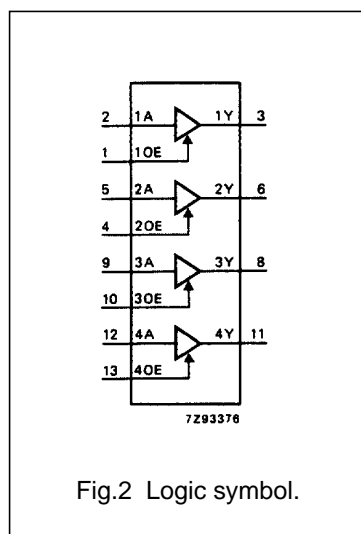 2 1A 1Y 3
1 1OE
5 2A 2Y 6
4 2OE
9 3A 3Y 8
10 3OE
12 4A 4Y 11
13 4OE
7Z93376
Fig.2 Logic symbol.